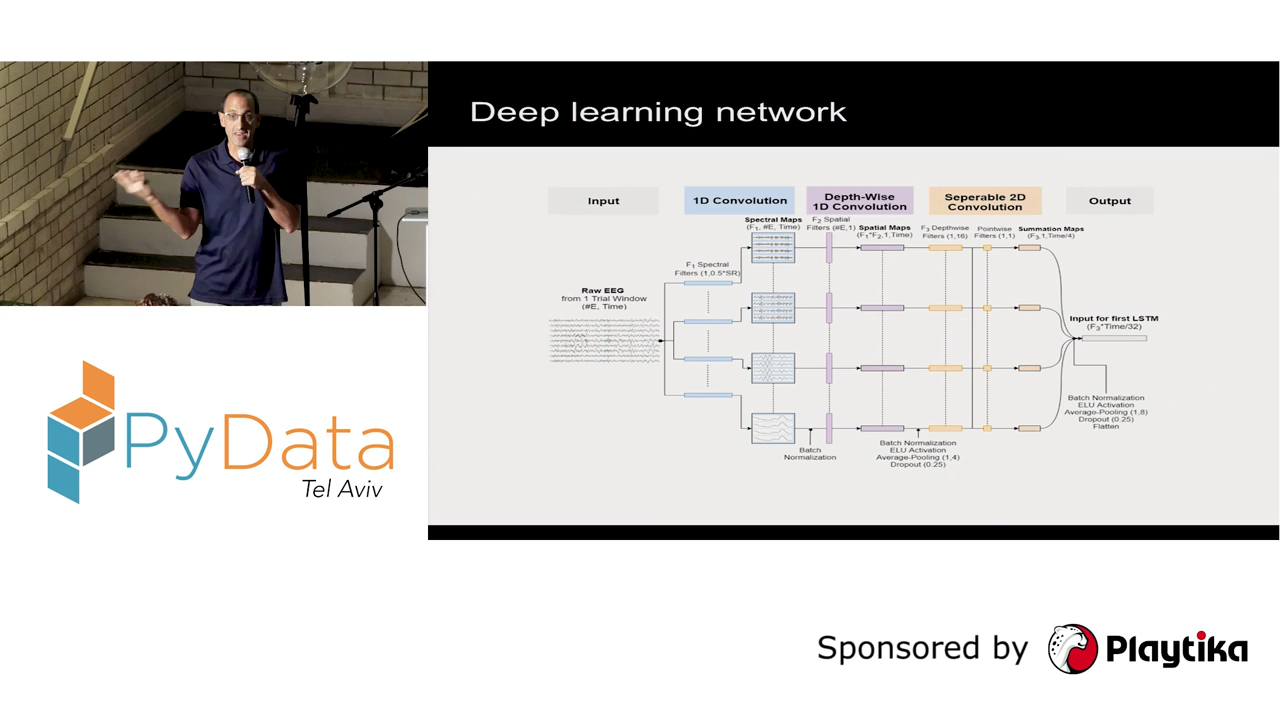 Deep learning network
Input
1D Convolution
Depth-Wise
1D Convolution
Seperable 2D
Convolution
Output
Raw EEG
from 1 Trial Window
(#E, Time)
F1 Spectral
Filters (1,0.5*SR)
Spectral Maps
(F1, #E, Time)
F2 Spatial
Filters (#E,1)
Spatial Maps
(F1*F2,1,Time)
F3 Depthwise
Filters (1,16)
Pointwise
Filters (1,1)
Summation Maps
(F3,1,Time/4)
Input for first LSTM
(F3*Time/32)
Batch
Normalization
Batch Normalization
ELU Activation
Average-Pooling (1,4)
Dropout (0.25)
Batch Normalization
ELU Activation
Average-Pooling (1,8)
Dropout (0.25)
Flatten
PyData
Tel Aviv
Sponsored by Playtika